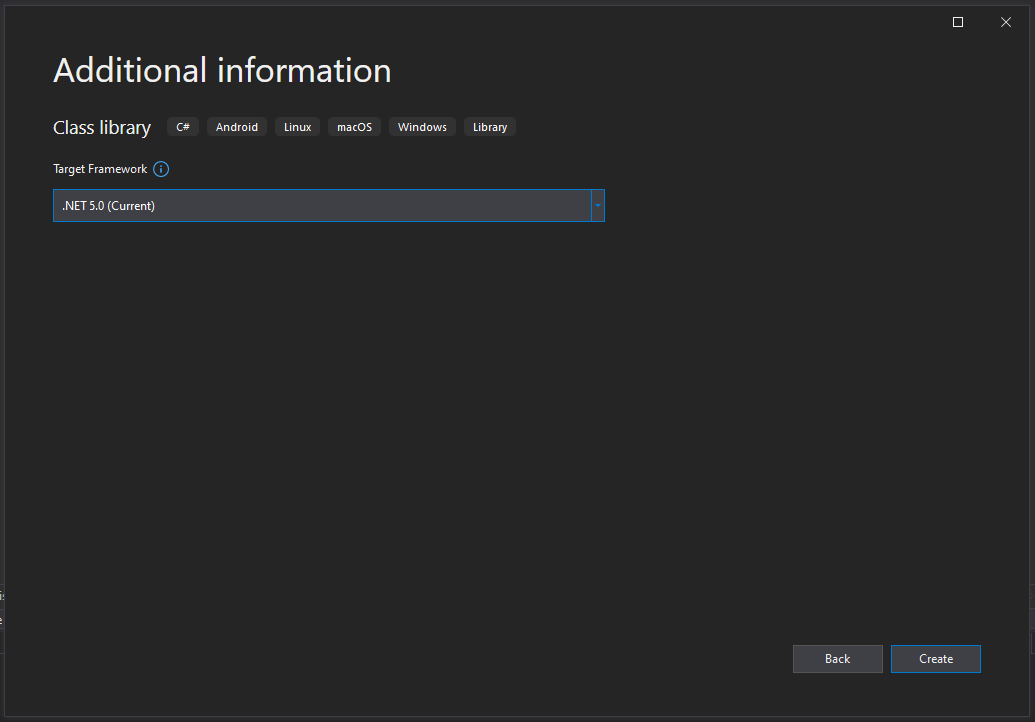 Additional information
Class library C# Android Linux macOS Windows Library
Target Framework
.NET 5.0 (Current)
Back Create